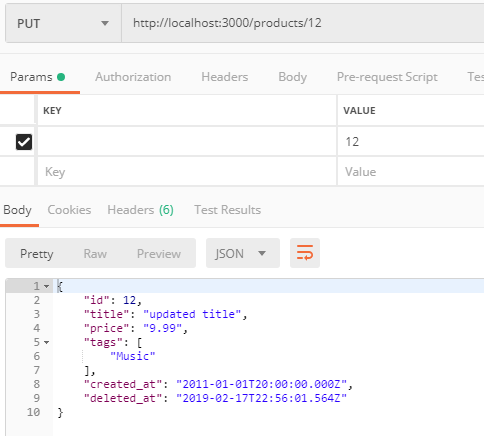 PUT http://localhost:3000/products/12
Params Authorization Headers Body Pre-request Script
KEY VALUE
12
Key Value
Body Cookies Headers (6) Test Results
Pretty Raw Preview JSON
1 {
2 "id": 12,
3 "title": "updated title",
4 "price": "9.99",
5 "tags": [
6 "Music"
7 ],
8 "created_at": "2011-01-01T20:00:00.000Z",
9 "deleted_at": "2019-02-17T22:56:01.564Z"
10 }